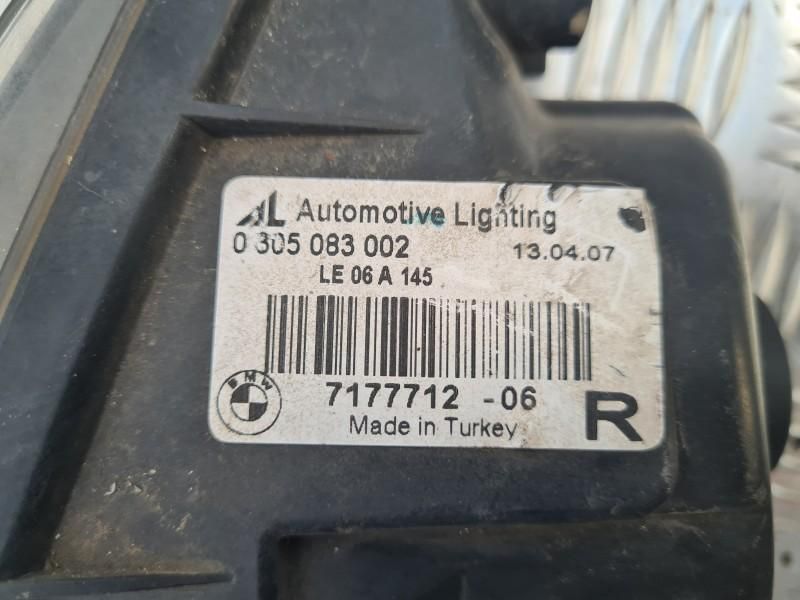 AL Automotive Lighting
0 305 083 002 13.04.07
LE 06 A 145
BMW
7177712 -06 R
Made in Turkey